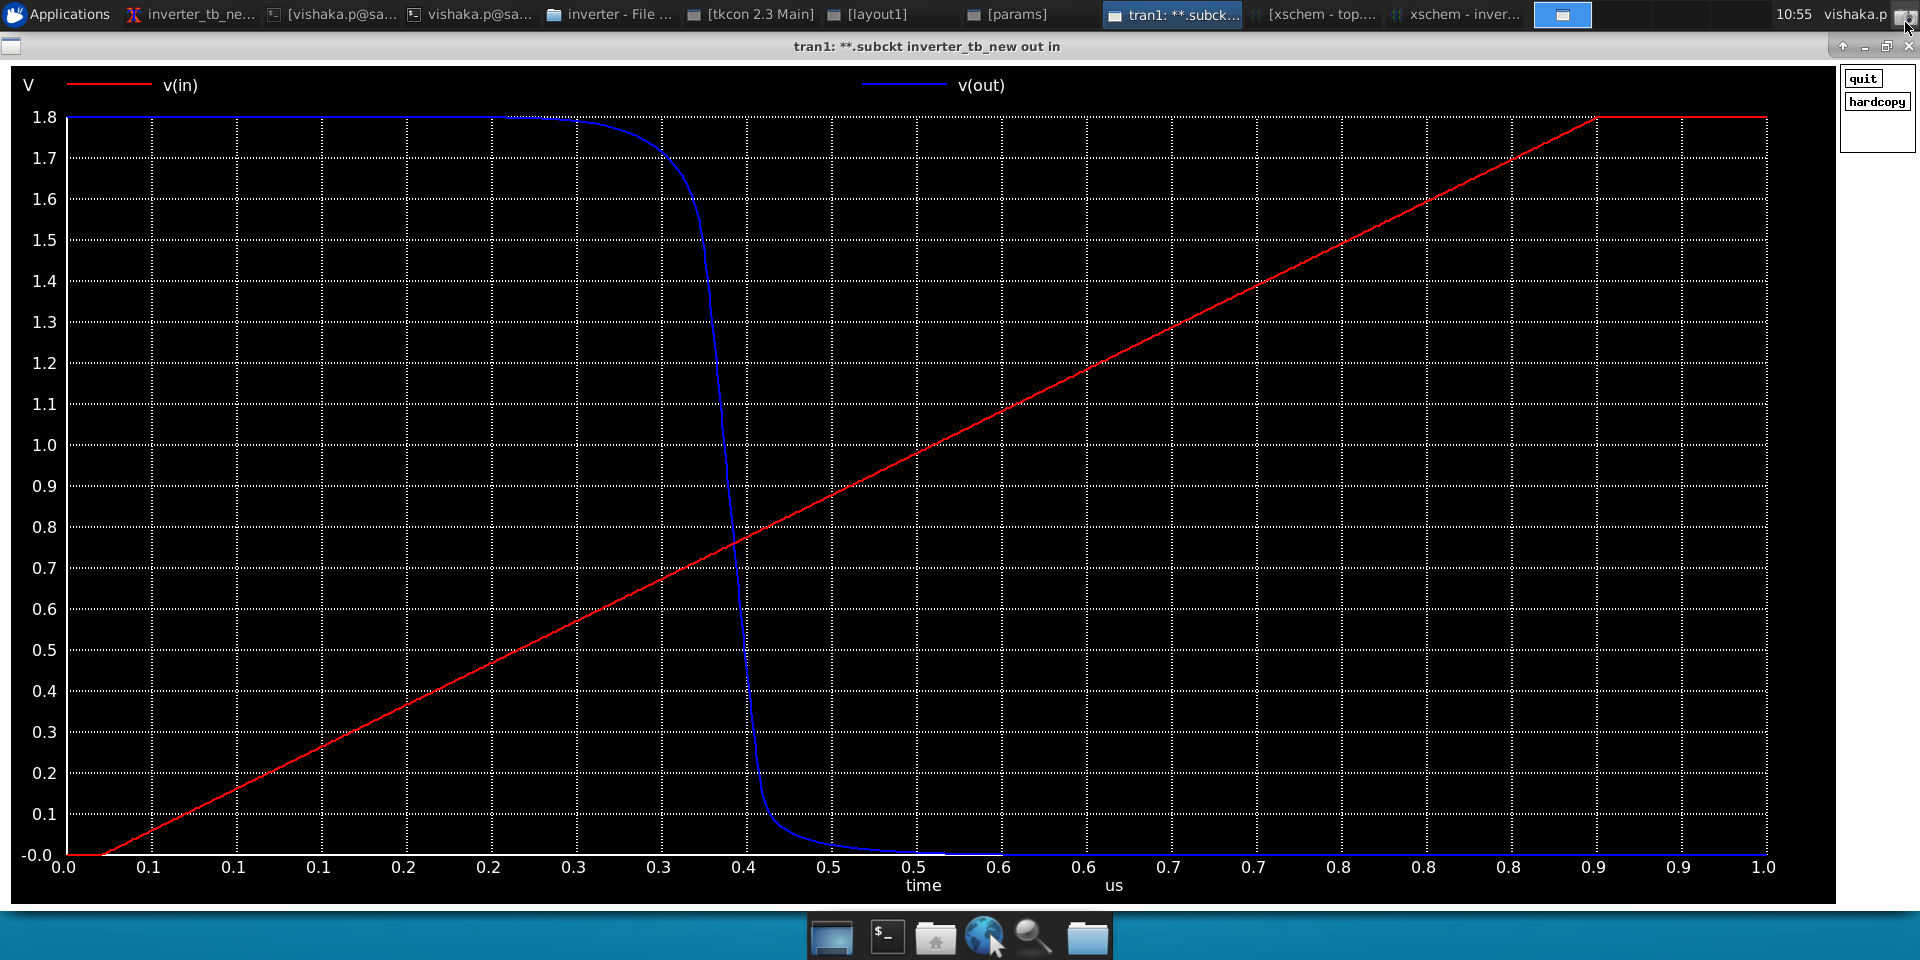 Applications inverter_tb_ne... [vishaka.p@sa... vishaka.p@sa... inverter - File ... [tkcon 2.3 Main] [layout1] [params] tran1: **.subck... [xschem - top.... xschem - inver... 10:55 vishaka.p
tran1: **.subckt inverter_tb_new out in
V v(in) v(out)
quit
hardcopy
1.8
1.7
1.6
1.5
1.4
1.3
1.2
1.1
1.0
0.9
0.8
0.7
0.6
0.5
0.4
0.3
0.2
0.1
-0.0
0.0 0.1 0.1 0.1 0.2 0.2 0.3 0.3 0.4 0.5 0.5 0.6 0.6 0.7 0.7 0.8 0.8 0.8 0.9 0.9 1.0
time us
$_